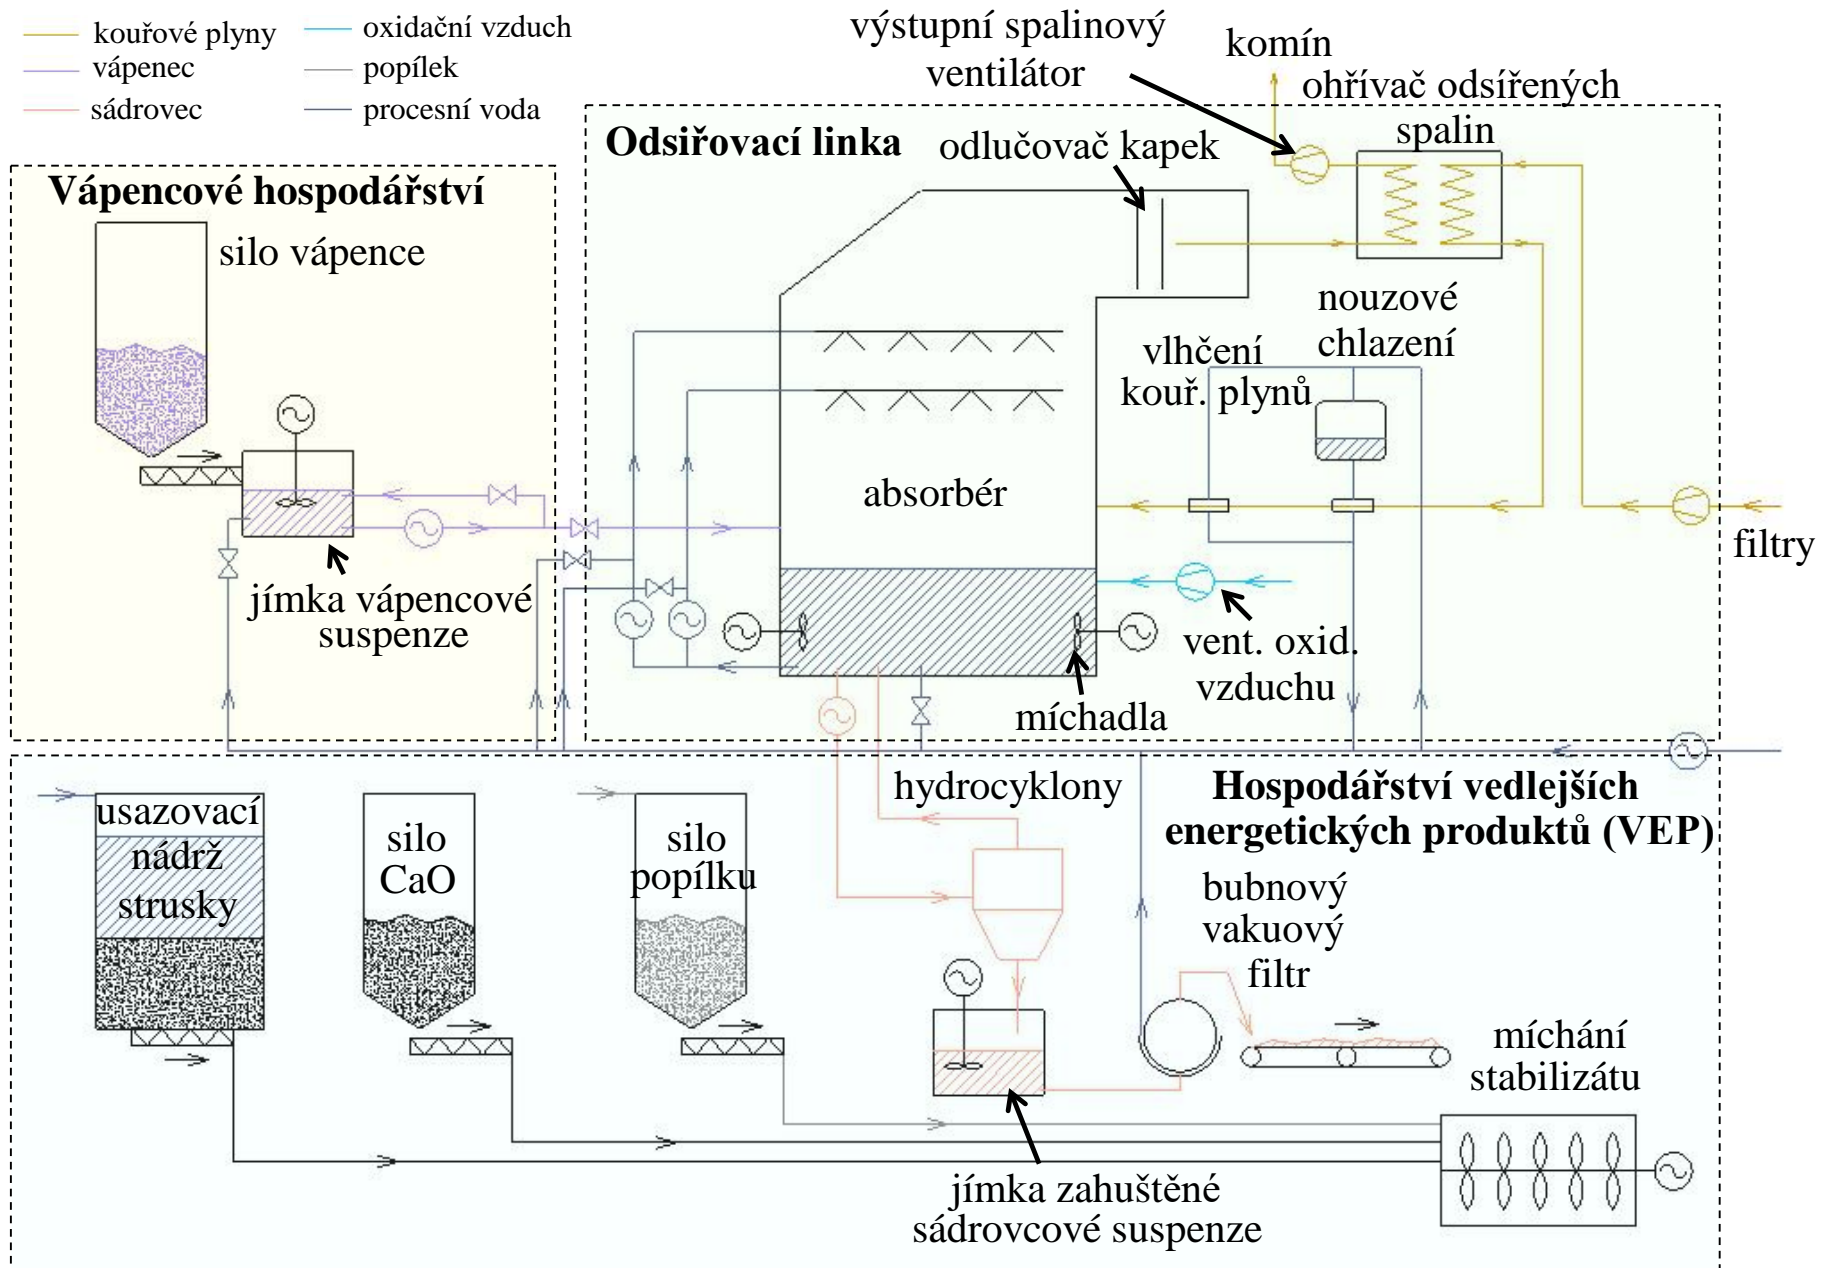 kouřové plyny
vápenec
sádrovec
oxidační vzduch
popílek
procesní voda
výstupní spalinový
ventilátor
komín
ohřívač odsířených
spalin
Odsiřovací linka
odlučovač kapek
Vápencové hospodářství
silo vápence
nouzové
chlazení
vlhčení
kouř. plynů
absorbér
filtry
jímka vápencové
suspenze
vent. oxid.
vzduchu
míchadla
hydrocyklony
Hospodářství vedlejších
energetických produktů (VEP)
usazovací
nádrž
strusky
silo
CaO
silo
popílku
bubnový
vakuový
filtr
míchání
stabilizátu
jímka zahuštěné
sádrovcové suspenze